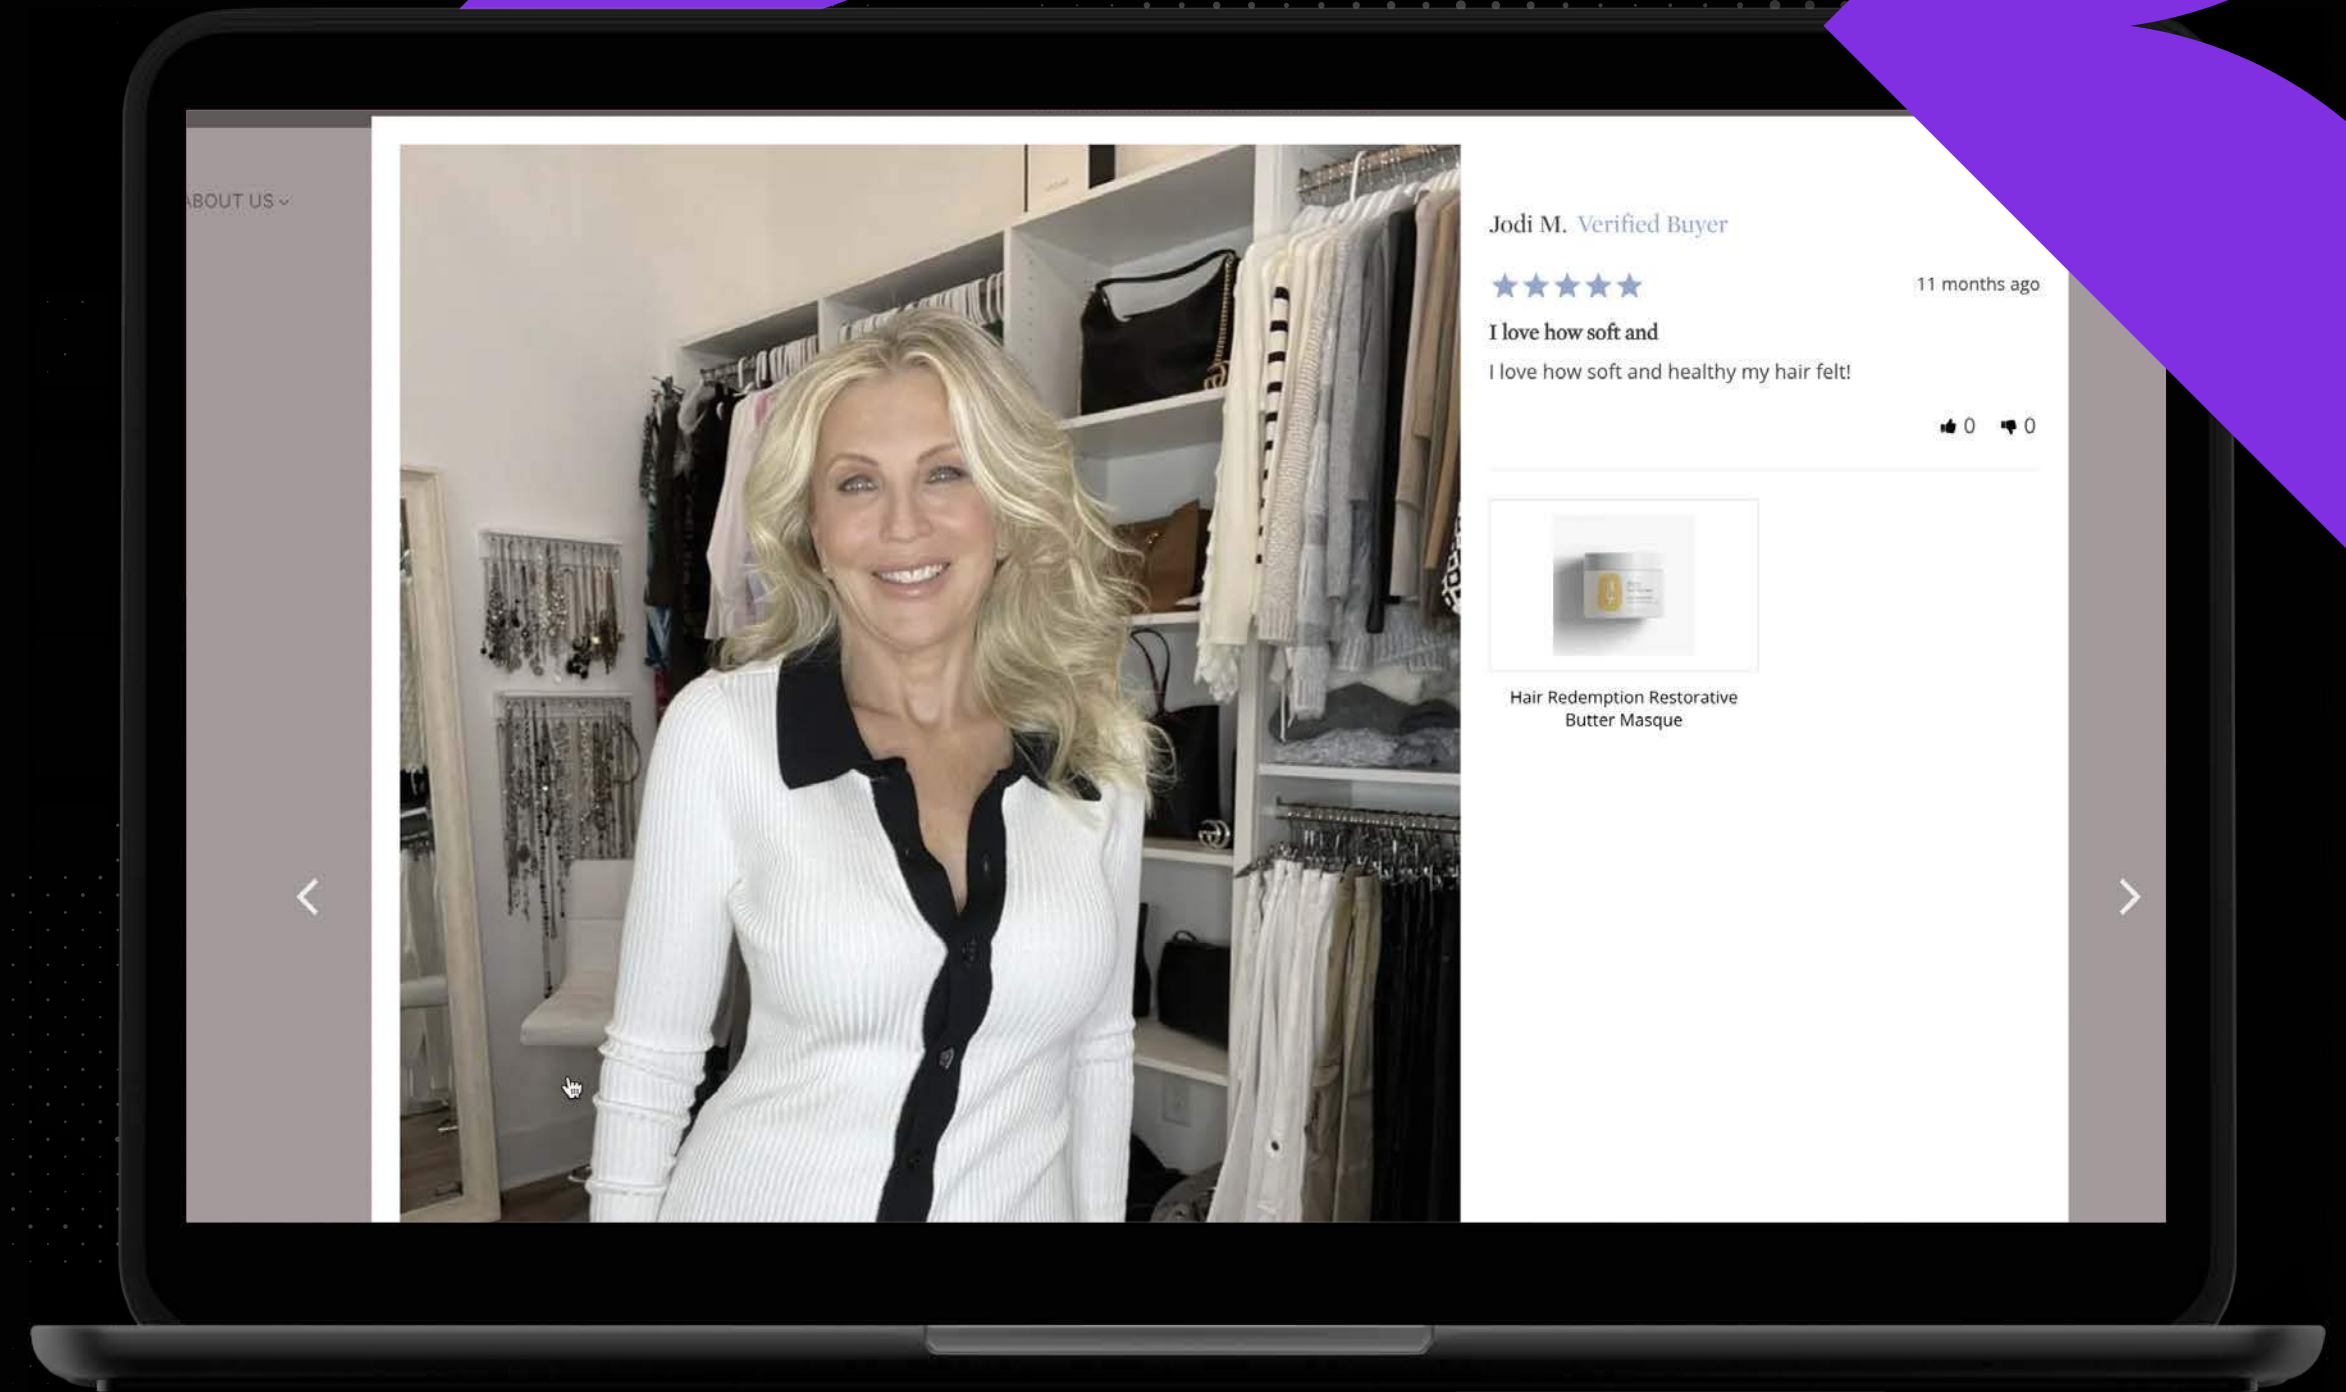 ABOUT US
Jodi M. Verified Buyer
11 months ago
I love how soft and
I love how soft and healthy my hair felt!
0 0
Hair Redemption Restorative
Butter Masque